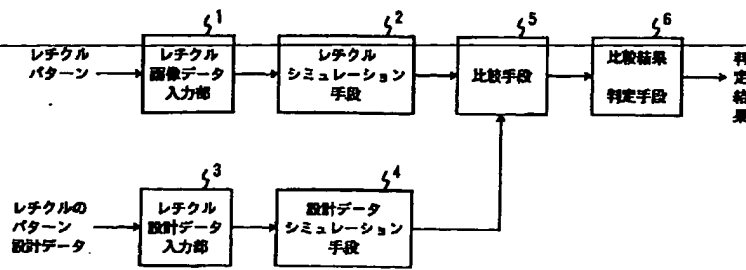 1
2
5
6
レチクル
パターン
レチクル
画像データ
入力部
レチクル
シミュレーション
手段
比較手段
比較結果
判定手段
判
定
結
果
3
4
レチクルの
パターン
設計データ
レチクル
設計データ
入力部
設計データ
シミュレーション
手段